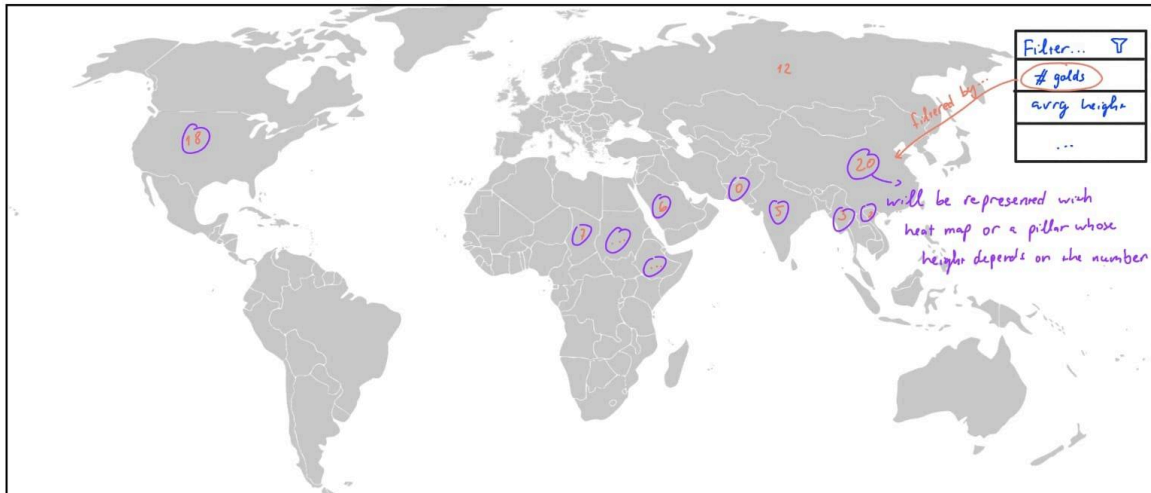 Filter...
# golds
avrg height
...
filtered by...
12
18
20
0
6
5
...
...
will be represented with
heat map or a pillar whose
height depends on the number